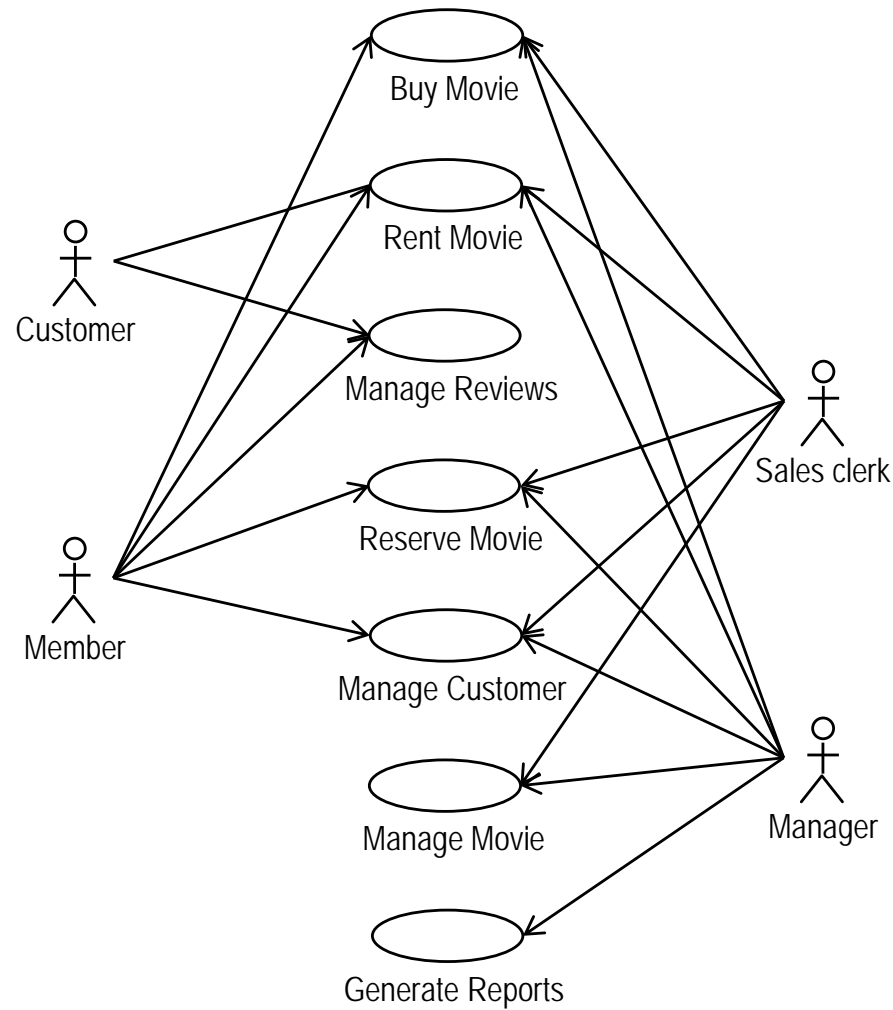 Buy Movie
Rent Movie
Customer
Manage Reviews
Sales clerk
Reserve Movie
Member
Manage Customer
Manager
Manage Movie
Generate Reports